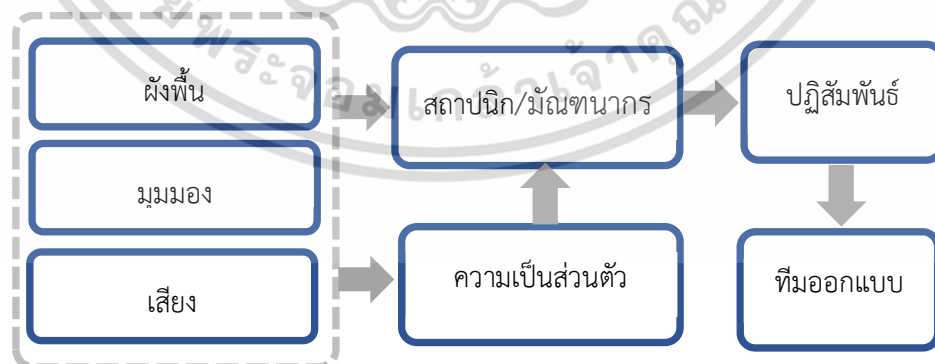 ผังพื้น
มุมมอง
เสียง
สถาปนิก/มัณฑนากร
ความเป็นส่วนตัว
ปฏิสัมพันธ์
ทีมออกแบบ